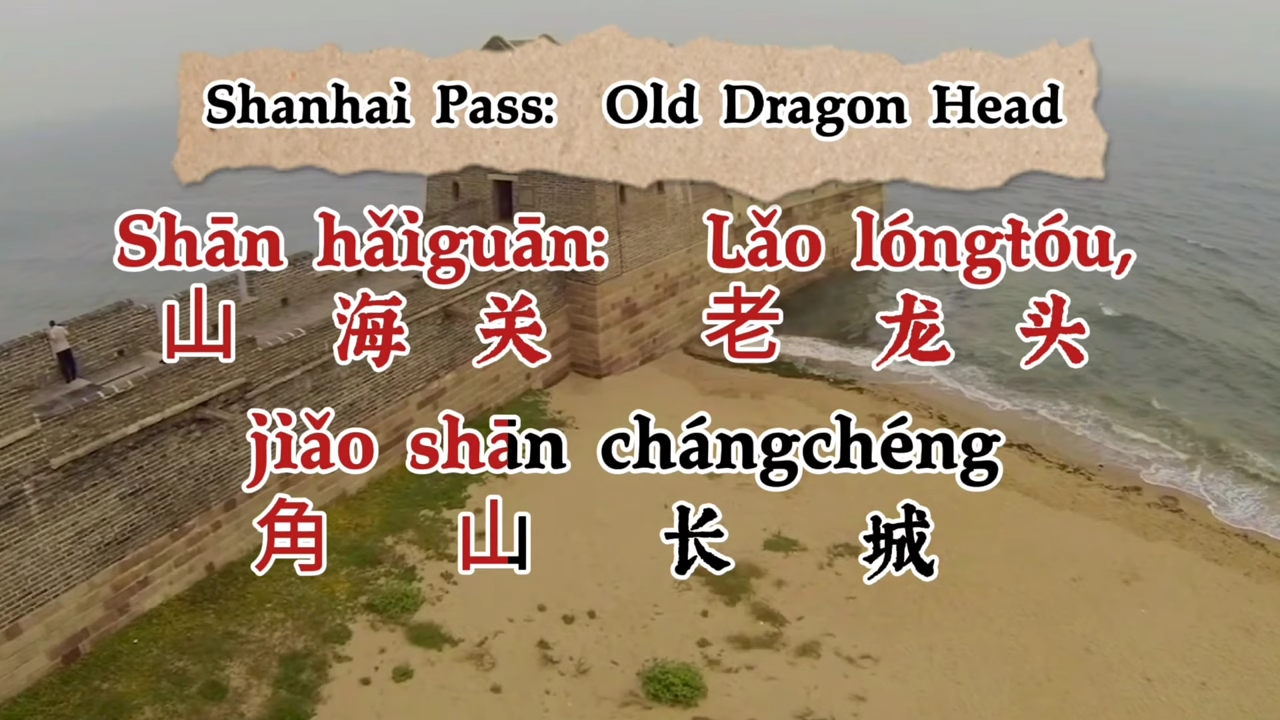 Shanhai Pass: Old Dragon Head
Shān hǎiguān: Lǎo lóngtóu,
山 海 关 老 龙 头
jiǎo shān chángchéng
角 山 长 城